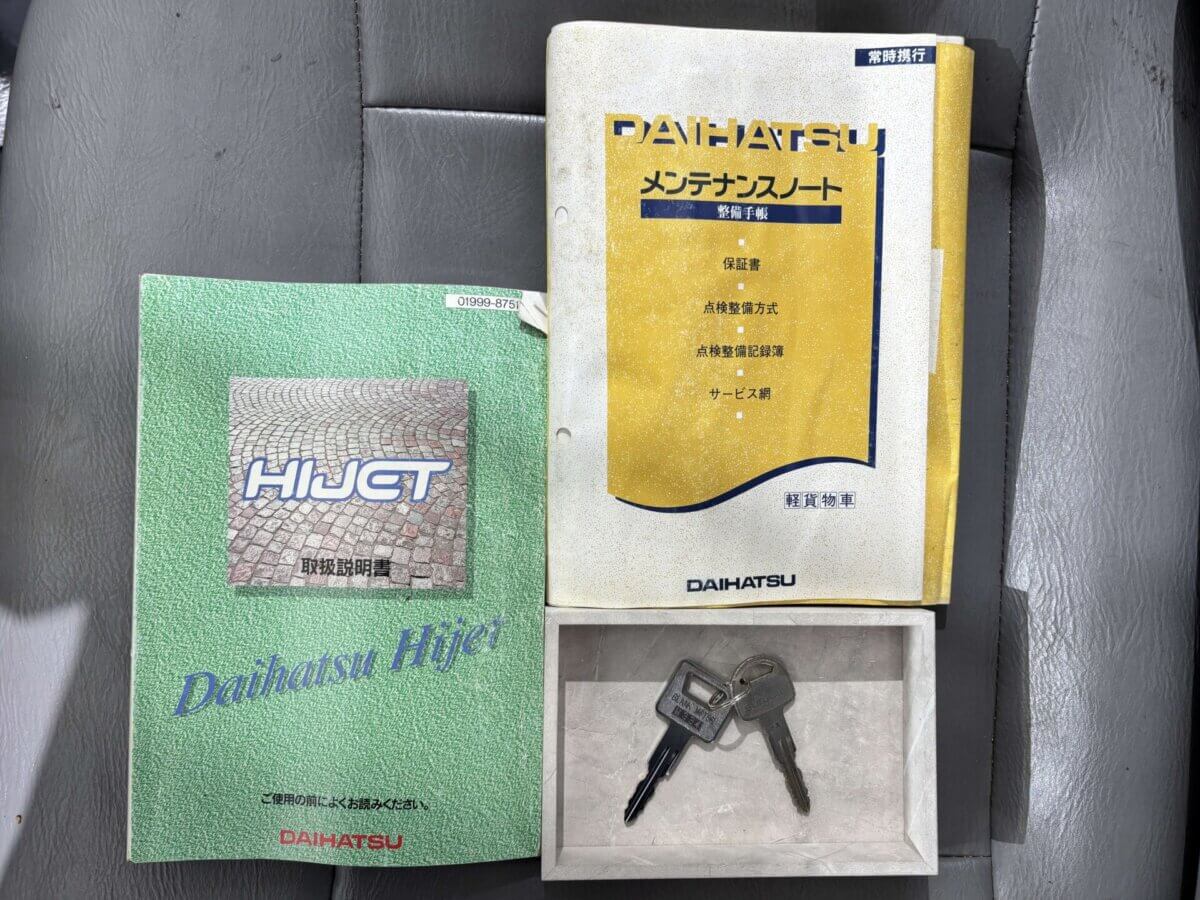 常時携行
DAIHATSU
メンテナンスノート
整備手帳
保証書
点検整備方式
点検整備記録簿
サービス網
軽貨物車
DAIHATSU
01999-8751
HIJET
取扱説明書
Daihatsu Hijet
ご使用の前によくお読みください。
DAIHATSU
BLANK